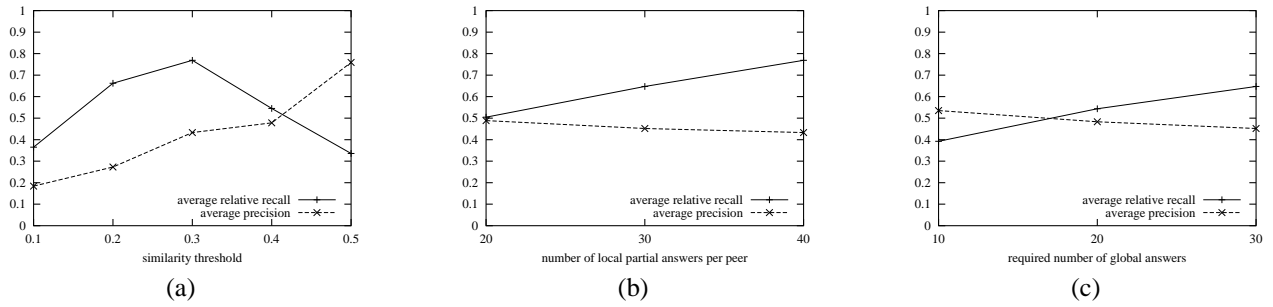 1
0.9
0.8
0.7
0.6
0.5
0.4
0.3
0.2
0.1
0
average relative recall
average precision
0.1 0.2 0.3 0.4 0.5
similarity threshold
(a)
1
0.9
0.8
0.7
0.6
0.5
0.4
0.3
0.2
0.1
0
average relative recall
average precision
20 30 40
number of local partial answers per peer
(b)
1
0.9
0.8
0.7
0.6
0.5
0.4
0.3
0.2
0.1
0
average relative recall
average precision
10 20 30
required number of global answers
(c)